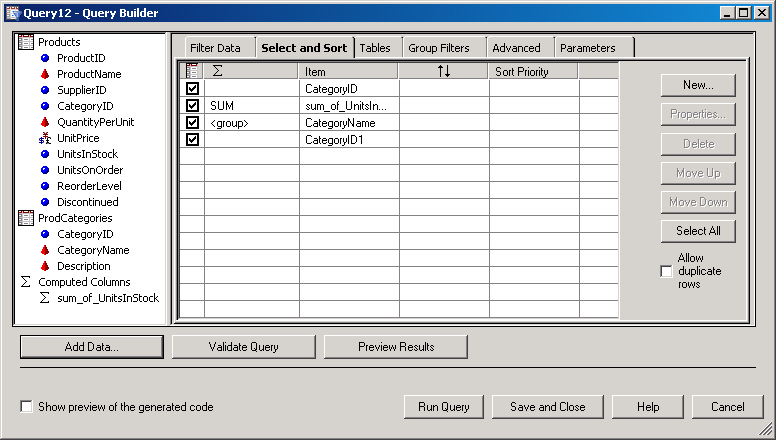 Query12 - Query Builder
Products
ProductID
ProductName
SupplierID
CategoryID
QuantityPerUnit
UnitPrice
UnitsInStock
UnitsOnOrder
ReorderLevel
Discontinued
ProdCategories
CategoryID
CategoryName
Description
Σ Computed Columns
Σ sum_of_UnitsInStock
Filter Data Select and Sort Tables Group Filters Advanced Parameters
Σ Item ↑↓ Sort Priority
CategoryID
SUM sum_of_UnitsIn...
<group> CategoryName
CategoryID1
New...
Properties...
Delete
Move Up
Move Down
Select All
Allow
duplicate
rows
Add Data... Validate Query Preview Results
Show preview of the generated code
Run Query Save and Close Help Cancel